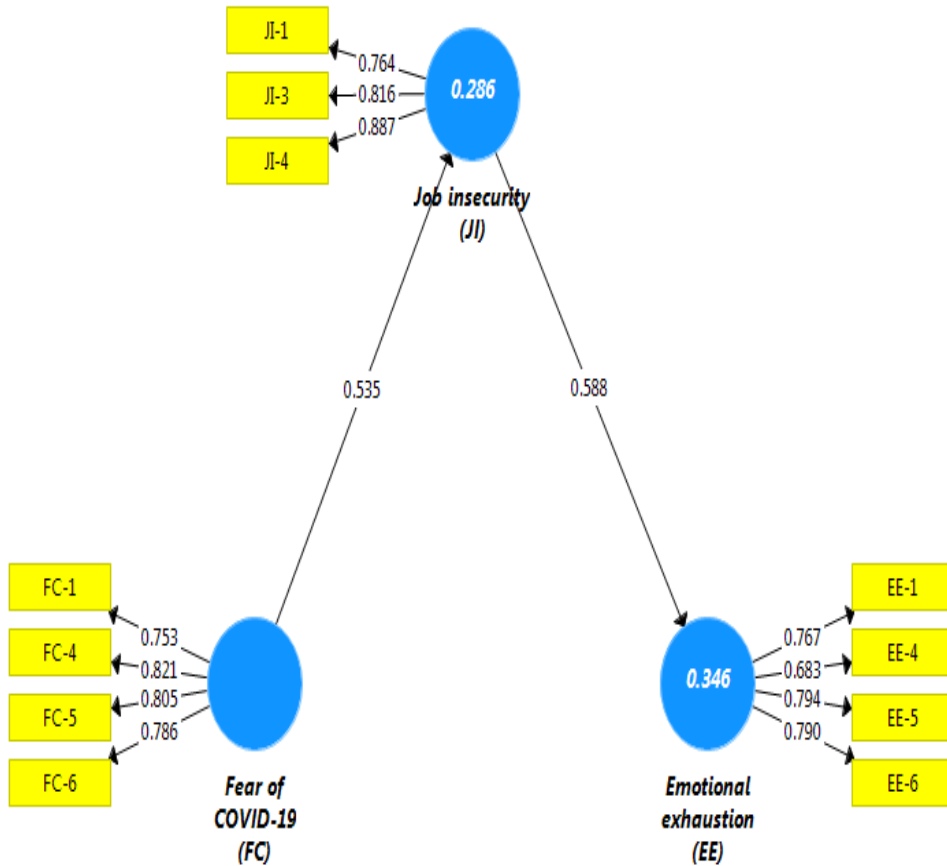 JI-1
0.764
JI-3
0.816
JI-4
0.887
0.286
Job insecurity
(JI)
0.535
0.588
FC-1
0.753
FC-4
0.821
FC-5
0.805
FC-6
0.786
Fear of
COVID-19
(FC)
EE-1
0.767
EE-4
0.683
EE-5
0.794
EE-6
0.790
0.346
Emotional
exhaustion
(EE)